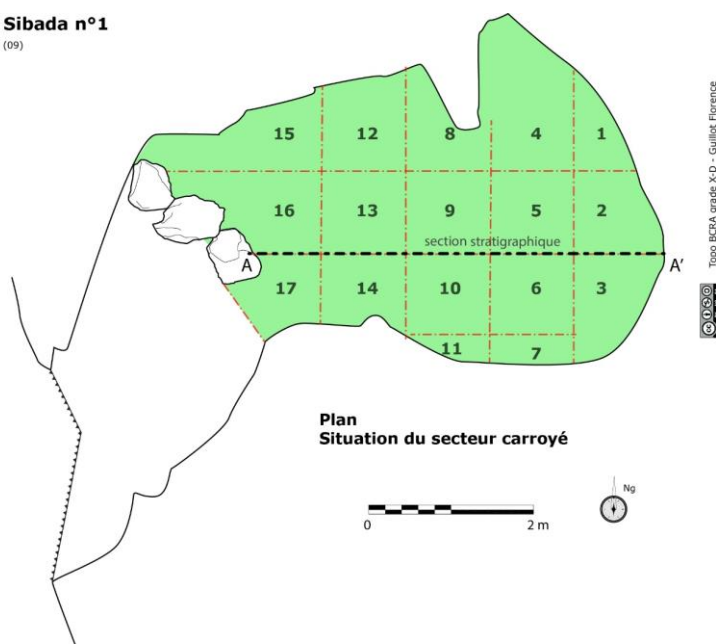 Sibada n°1
(09)
15
12
8
4
1
16
13
9
5
2
section stratigraphique
A
A'
17
14
10
6
3
11
7
Plan
Situation du secteur carroyé
0
2 m
Ng
Topo BCRA grade X-D - Guillot Florence